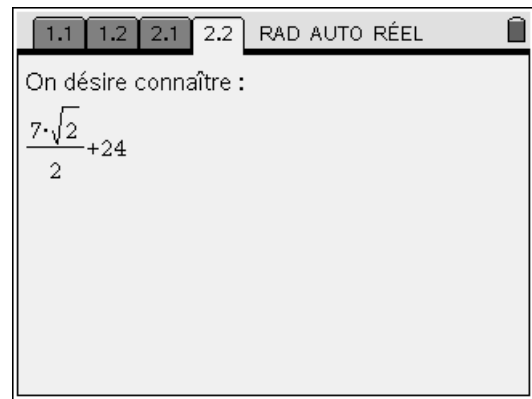 1.1 1.2 2.1 2.2 RAD AUTO RÉEL
On désire connaître :
7·√2
2
+24